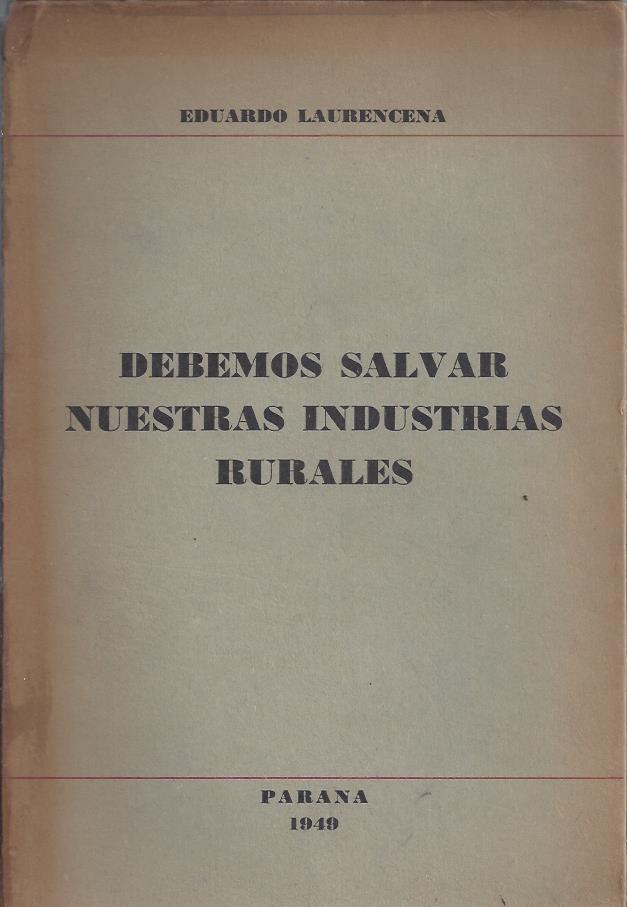 EDUARDO LAURENCENA
DEBEMOS SALVAR
NUESTRAS INDUSTRIAS
RURALES
PARANA
1949